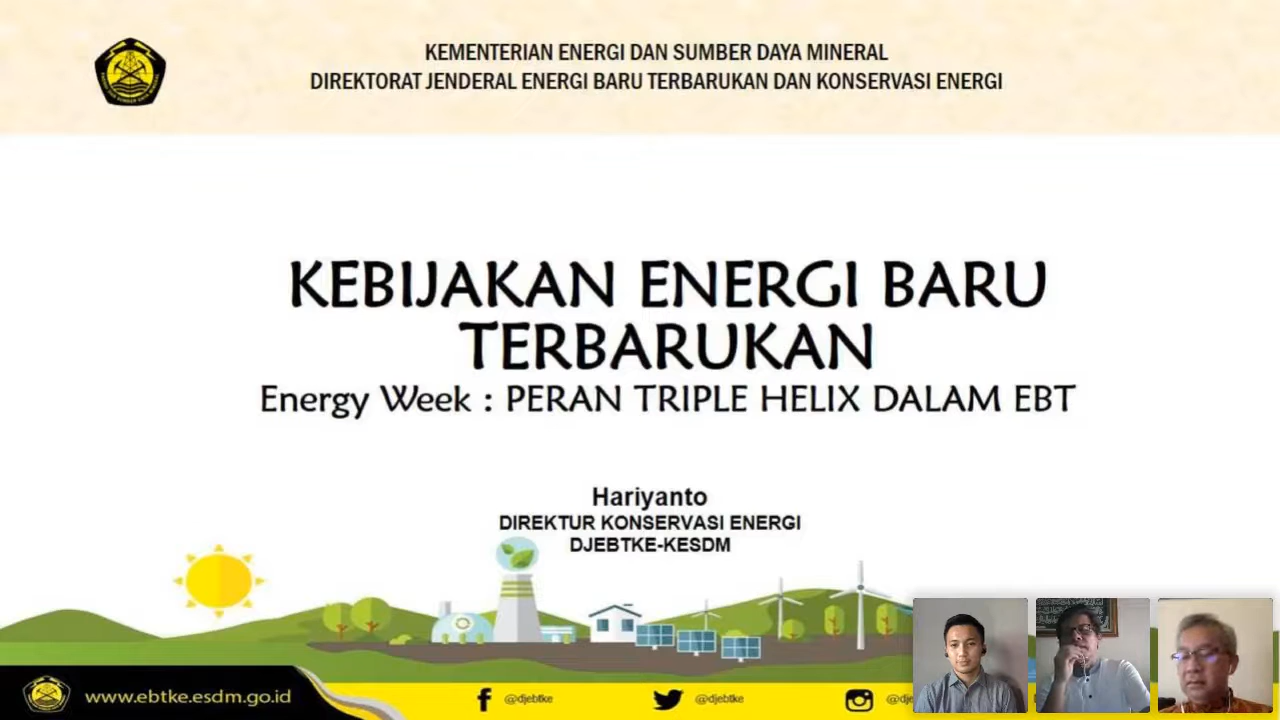 KEMENTERIAN ENERGI DAN SUMBER DAYA MINERAL
DIREKTORAT JENDERAL ENERGI BARU TERBARUKAN DAN KONSERVASI ENERGI
KEBIJAKAN ENERGI BARU
TERBARUKAN
Energy Week : PERAN TRIPLE HELIX DALAM EBT
Hariyanto
DIREKTUR KONSERVASI ENERGI
DJEBTKE-KESDM
www.ebtke.esdm.go.id
@djebtke
@djebtke